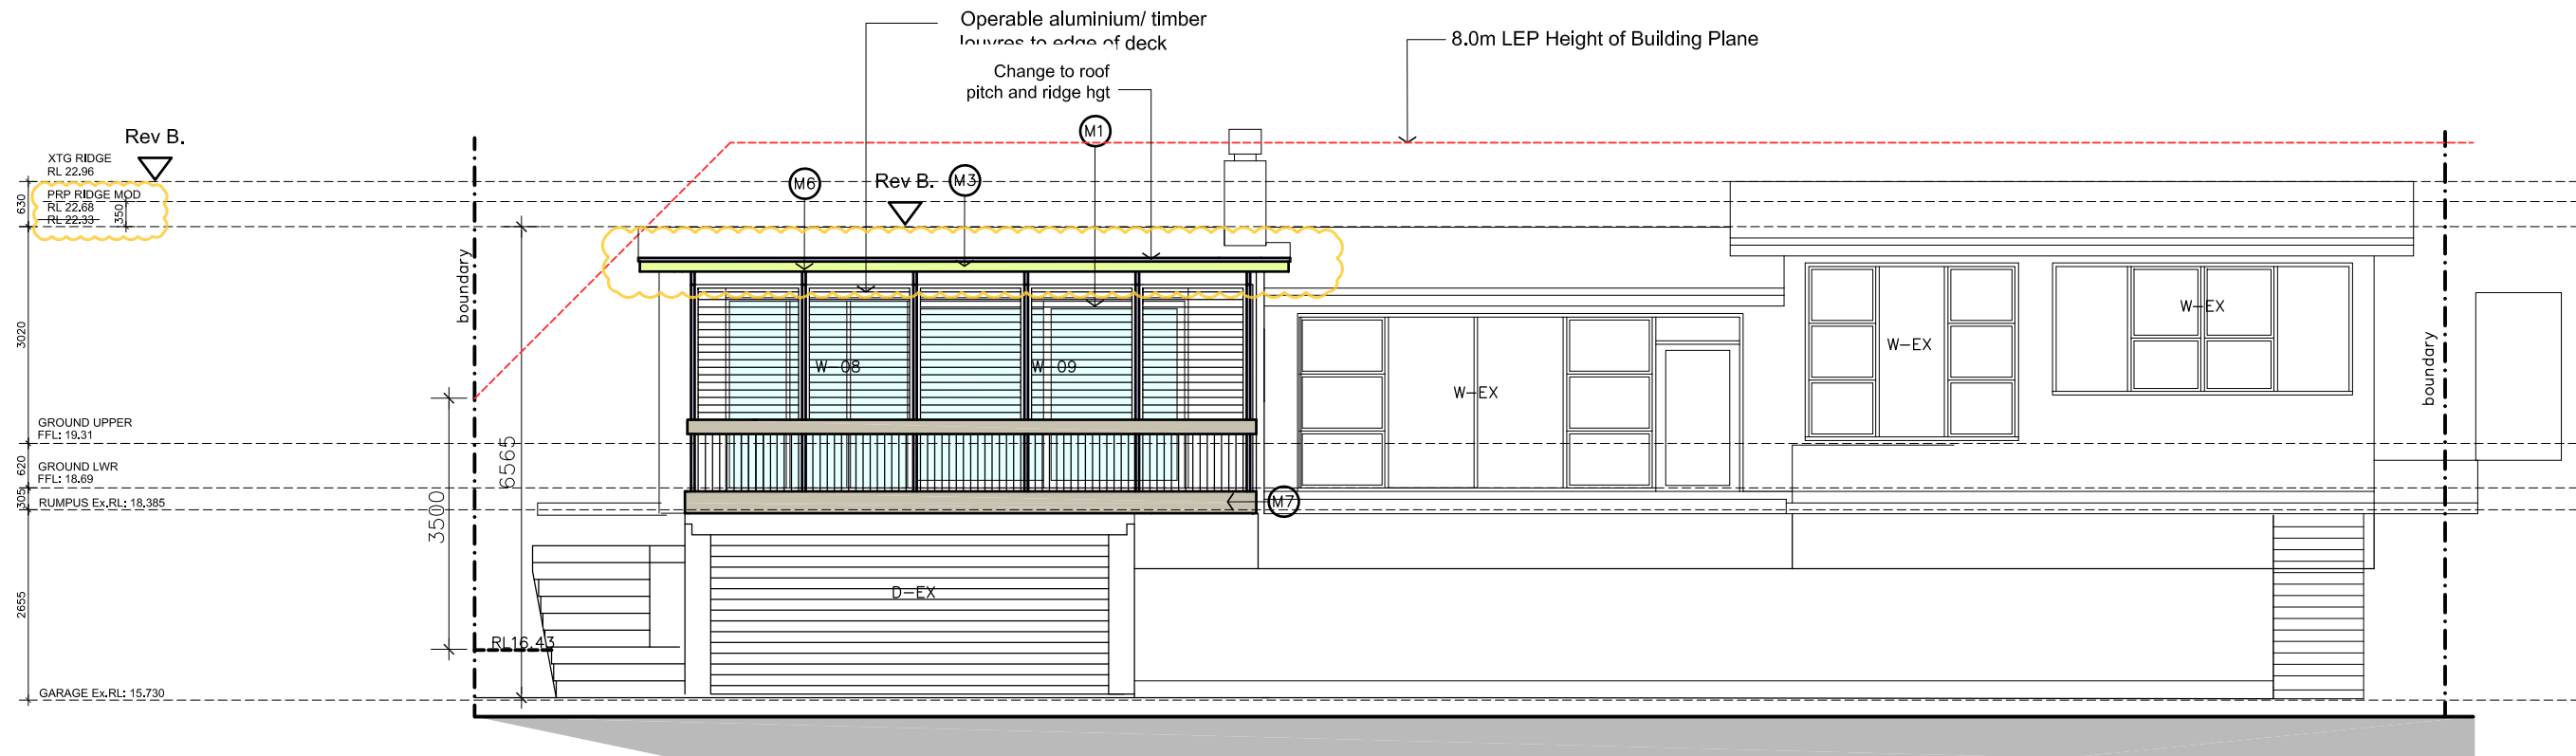 Operable aluminium/ timber
louvres to edge of deck
8.0m LEP Height of Building Plane
Change to roof
pitch and ridge hgt
M1
Rev B.
XTG RIDGE
RL 22.96
PRP RIDGE MOD
RL 22.68
RL 22.33
350
630
M6
Rev B.
M3
boundary
3020
W-08
W-09
W-EX
W-EX
W-EX
boundary
GROUND UPPER
FFL: 19.31
620
GROUND LWR
FFL: 18.69
305
RUMPUS Ex.RL: 18.385
3500
6565
M7
2655
D-EX
RL16.43
GARAGE Ex.RL: 15.730